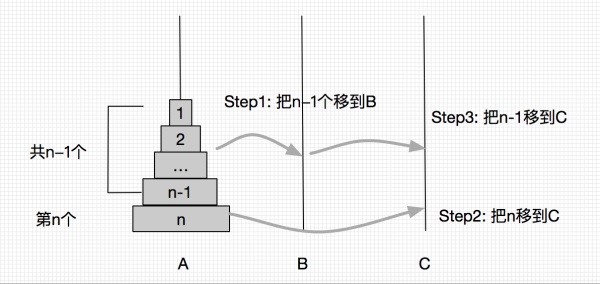 Step1: 把n-1个移到B
1
Step3: 把n-1移到C
2
共n-1个
...
n-1
第n个
n
Step2: 把n移到C
A
B
C